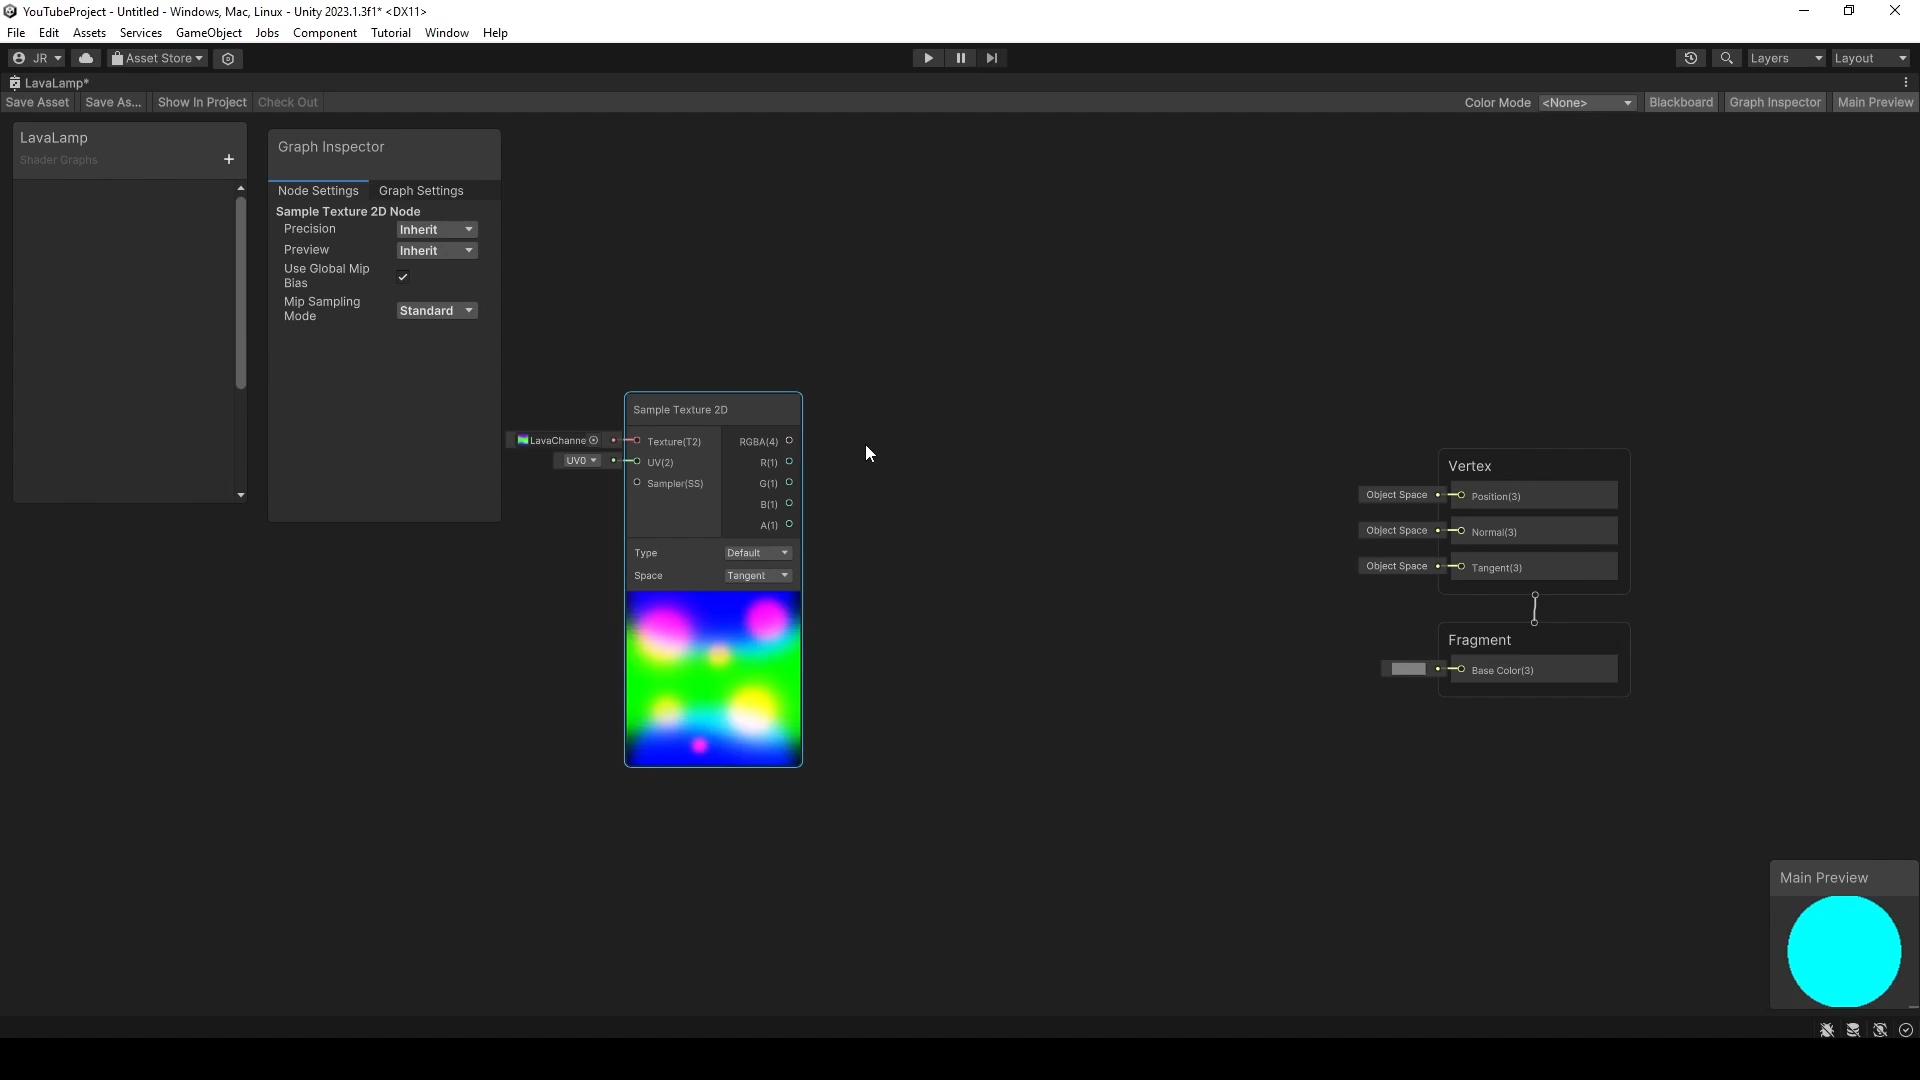 YouTubeProject - Untitled - Windows, Mac, Linux - Unity 2023.1.3f1* <DX11>
File Edit Assets Services GameObject Jobs Component Tutorial Window Help
JR Asset Store Layers Layout
LavaLamp*
Save Asset Save As... Show In Project Check Out Color Mode <None> Blackboard Graph Inspector Main Preview
LavaLamp
Shader Graphs
+
Graph Inspector
Node Settings Graph Settings
Sample Texture 2D Node
Precision Inherit
Preview Inherit
Use Global Mip
Bias
Mip Sampling
Mode
Standard
Sample Texture 2D
LavaChanne Texture(T2) RGBA(4)
UV0 UV(2) R(1)
Sampler(SS) G(1)
B(1)
A(1)
Type Default
Space Tangent
Vertex
Object Space Position(3)
Object Space Normal(3)
Object Space Tangent(3)
Fragment
Base Color(3)
Main Preview